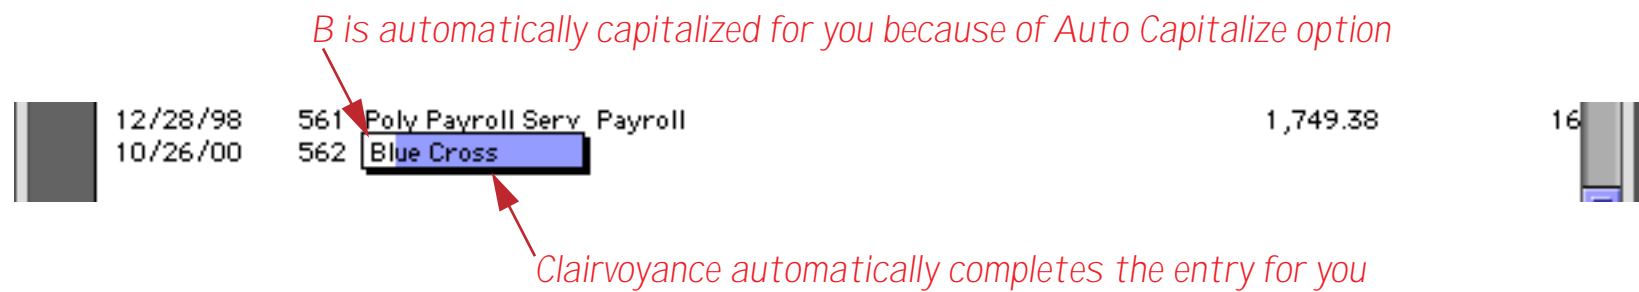 B is automatically capitalized for you because of Auto Capitalize option
12/28/98 561 Poly Payroll Serv Payroll 1,749.38 16
10/26/00 562 Blue Cross
Clairvoyance automatically completes the entry for you